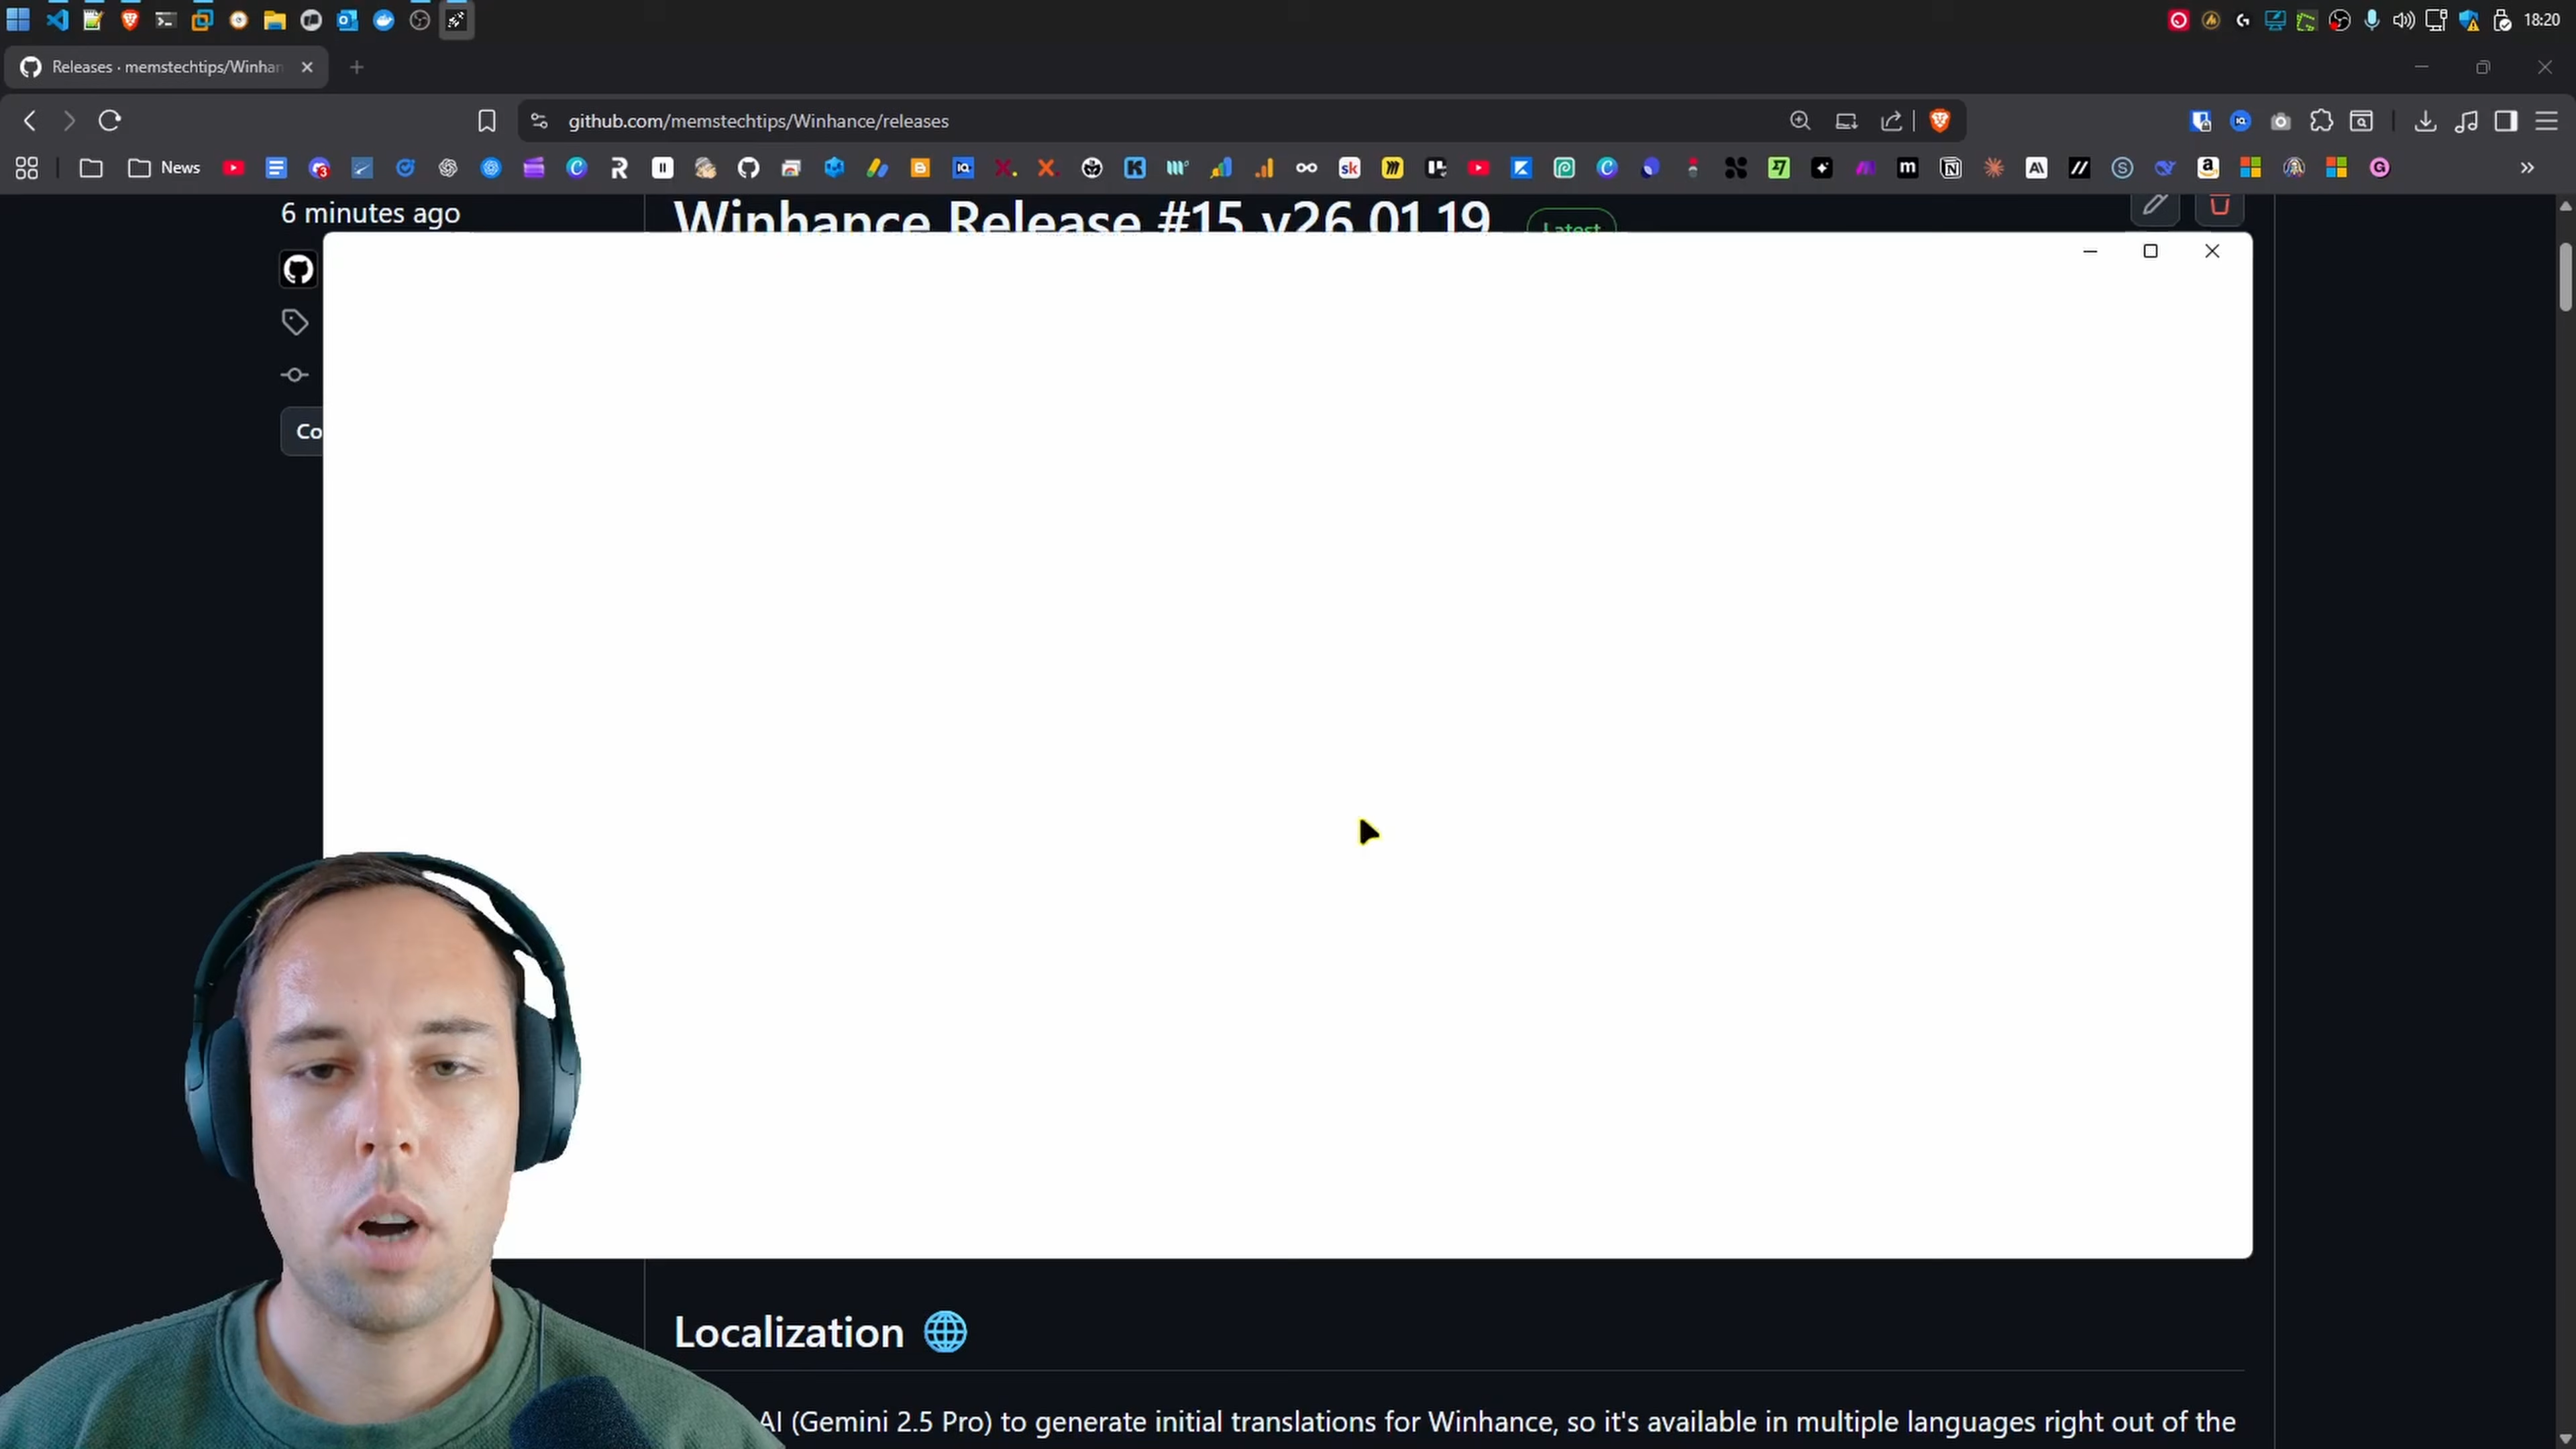 18:20
Releases · memstechtips/Winhan
github.com/memstechtips/Winhance/releases
News
6 minutes ago
Winhance Release #15 v26.01.19
Latest
Co
Localization
AI (Gemini 2.5 Pro) to generate initial translations for Winhance, so it's available in multiple languages right out of the